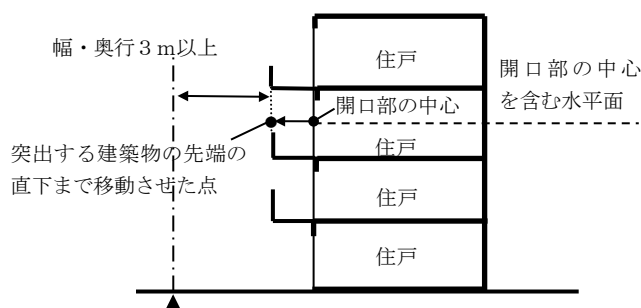 幅・奥行３ｍ以上
住戸
開口部の中心
を含む水平面
開口部の中心
突出する建築物の先端の
直下まで移動させた点
住戸
住戸
住戸